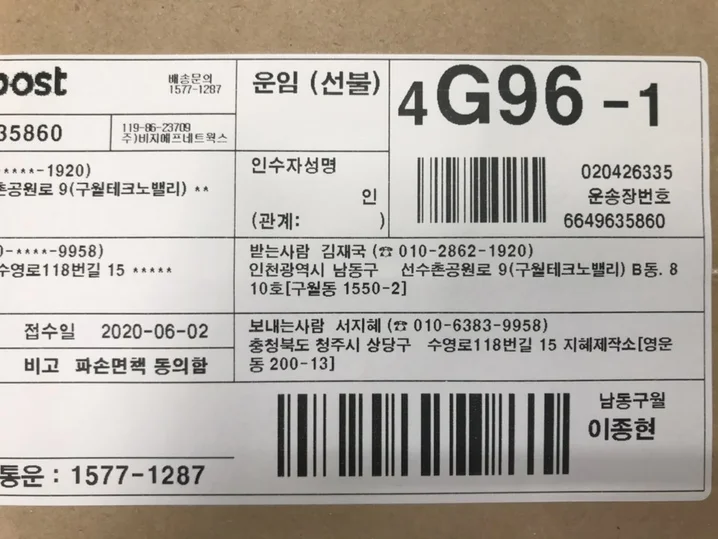 post
배송문의
1577-1287
35860
119-86-23709
주)비지에프네트웍스
운임 (선불)
4G96-1
****-1920)
촌공원로 9(구월테크노밸리) **
인수자성명
인
(관계: )
020426335
운송장번호
6649635860
0-****-9958)
수영로118번길 15 *****
받는사람 김재국 (☎ 010-2862-1920)
인천광역시 남동구 선수촌공원로 9(구월테크노밸리) B동. 8
10호[구월동 1550-2]
접수일 2020-06-02
비고 파손면책 동의함
보내는사람 서지혜 (☎ 010-6383-9958)
충청북도 청주시 상당구 수영로118번길 15 지혜제작소[영운
동 200-13]
남동구월
이종현
통운 : 1577-1287